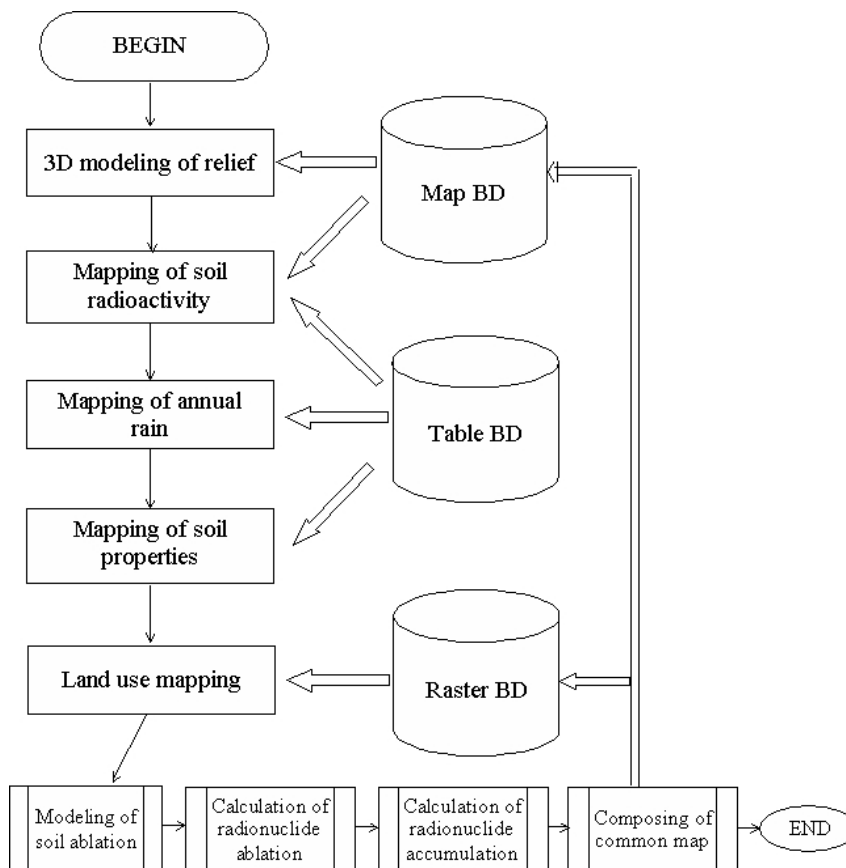 BEGIN
3D modeling of relief
Map BD
Mapping of soil
radioactivity
Mapping of annual
rain
Table BD
Mapping of soil
properties
Land use mapping
Raster BD
Modeling of
soil ablation
Calculation of
radionuclide
ablation
Calculation of
radionuclide
accumulation
Composing of
common map
END